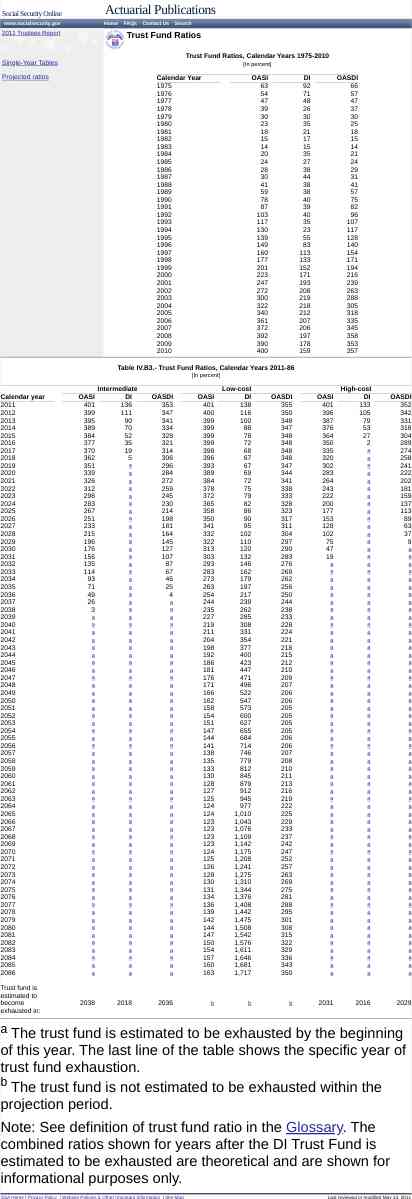 Social Security Online
Actuarial Publications
www.socialsecurity.gov Home FAQs Contact Us Search
2011 Trustees Report
Trust Fund Ratios
Single-Year Tables
Projected ratios
Trust Fund Ratios, Calendar Years 1975-2010
(In percent)
Calendar Year OASI DI OASDI
1975 63 92 66
1976 54 71 57
1977 47 48 47
1978 39 26 37
1979 30 30 30
1980 23 35 25
1981 18 21 18
1982 15 17 15
1983 14 15 14
1984 20 35 21
1985 24 27 24
1986 28 38 29
1987 30 44 31
1988 41 38 41
1989 59 38 57
1990 78 40 75
1991 87 39 82
1992 103 40 96
1993 117 35 107
1994 130 23 117
1995 139 55 128
1996 149 83 140
1997 160 113 154
1998 177 133 171
1999 201 152 194
2000 223 171 216
2001 247 193 239
2002 272 208 263
2003 300 219 288
2004
2005
2006 361 207 335
2007 372 206 345
2008 392 197 358
2009 390 178 353
2010 400 159 357
Table IV.B3.- Trust Fund Ratios, Calendar Years 2011-86
(In percent)
Intermediate Low-cost High-cost
Calendar year OASI DI OASDI OASI DI OASDI OASI DI OASDI
2011 401 136 353 401 138 355 401 133 352
2012 399 111 347 400 116 350 396 105 342
2013 395 90 341 399 100 348 387 79 331
2014 389 70 334 399 88 347 376 53 318
2015 384 52 329 399 78 348 364 27 304
2016 377 35 321 399 72 348 350 2 289
2017 370 19 314 398 68 348 335 a 274
2018 362 5 306 396 67 348 320 a 258
2019 351 a 296 393 67 347 302 a 241
2020 339 a 284 389 69 344 283 a 222
2021 326 a 272 384 72 341 264 a 202
2022 312 a 259 378 75 338 243 a 181
2023 298 a 245 372 79 333 222 a 159
2024 283 a 230 365 82 328 200 a 137
2025 267 a 214 358 86 323 177 a 113
2026 251 a 198 350 90 317 153 a 89
2027 233 a 181 341 95 311 128 a 63
2028 215 a 164 332 102 304 102 a 37
2029 196 a 145 322 110 297 75 a 9
2030 176 a 127 313 120 290 47 a a
2031 156 a 107 303 132 283 19 a a
2032 135 a 87 293 146 276 a a a
2033 114 a 67 283 162 269 a a a
2034 93 a 46 273 179 262 a a a
2035 71 a 25 263 197 256 a a a
2036 49 a 4 254 217 250 a a a
2037 26 a a 244 239 244 a a a
2038 3 a a 235 262 238 a a a
2039 a a a 227 285 233 a a a
2040 a a a 219 308 228 a a a
2041 a a a 211 331 224 a a a
2042 a a a 204 354 221 a a a
2043 a a a 198 377 218 a a a
2044 a a a 192 400 215 a a a
2045 a a a 186 423 212 a a a
2046 a a a 181 447 210 a a a
2047 a a a 176 471 209 a a a
2048 a a a 171 496 207 a a a
2049 a a a 166 522 206 a a a
2050 a a a 162 547 206 a a a
2051 a a a 158 573 205 a a a
2052 a a a 154 600 205 a a a
2053 a a a 151 627 205 a a a
2054 a a a 147 655 205 a a a
2055 a a a 144 684 206 a a a
2056 a a a 141 714 206 a a a
2057 a a a 138 746 207 a a a
2058 a a a 135 779 208 a a a
2059 a a a 133 812 210 a a a
2060 a a a 130 845 211 a a a
2061 a a a 128 879 213 a a a
2062 a a a 127 912 216 a a a
2063 a a a 125 945 219 a a a
2064 a a a 124 977 222 a a a
2065 a a a 124 1,010 225 a a a
2066 a a a 123 1,043 229 a a a
2067 a a a 123 1,076 233 a a a
2068 a a a 123 1,109 237 a a a
2069 a a a 123 1,142 242 a a a
2070 a a a 124 1,175 247 a a a
2071 a a a 125 1,208 252 a a a
2072 a a a 126 1,241 257 a a a
2073 a a a 128 1,275 263 a a a
2074 a a a 130 1,310 269 a a a
2075 a a a 131 1,344 275 a a a
2076 a a a 134 1,376 281 a a a
2077 a a a 136 1,408 288 a a a
2078 a a a 139 1,442 295 a a a
2079 a a a 142 1,475 301 a a a
2080 a a a 144 1,508 308 a a a
2081 a a a 147 1,542 315 a a a
2082 a a a 150 1,576 322 a a a
2083 a a a 154 1,611 329 a a a
2084 a a a 157 1,646 336 a a a
2085 a a a 160 1,681 343 a a a
2086 a a a 163 1,717 350 a a a
Trust fund is
estimated to
become
exhausted in: 2038 2018 2036 b b b 2031 2016 2029
a The trust fund is estimated to be exhausted by the beginning
of this year. The last line of the table shows the specific year of
trust fund exhaustion.
b The trust fund is not estimated to be exhausted within the
projection period.
Note: See definition of trust fund ratio in the Glossary. The
combined ratios shown for years after the DI Trust Fund is
estimated to be exhausted are theoretical and are shown for
informational purposes only.
Last reviewed or modified May 13, 2011